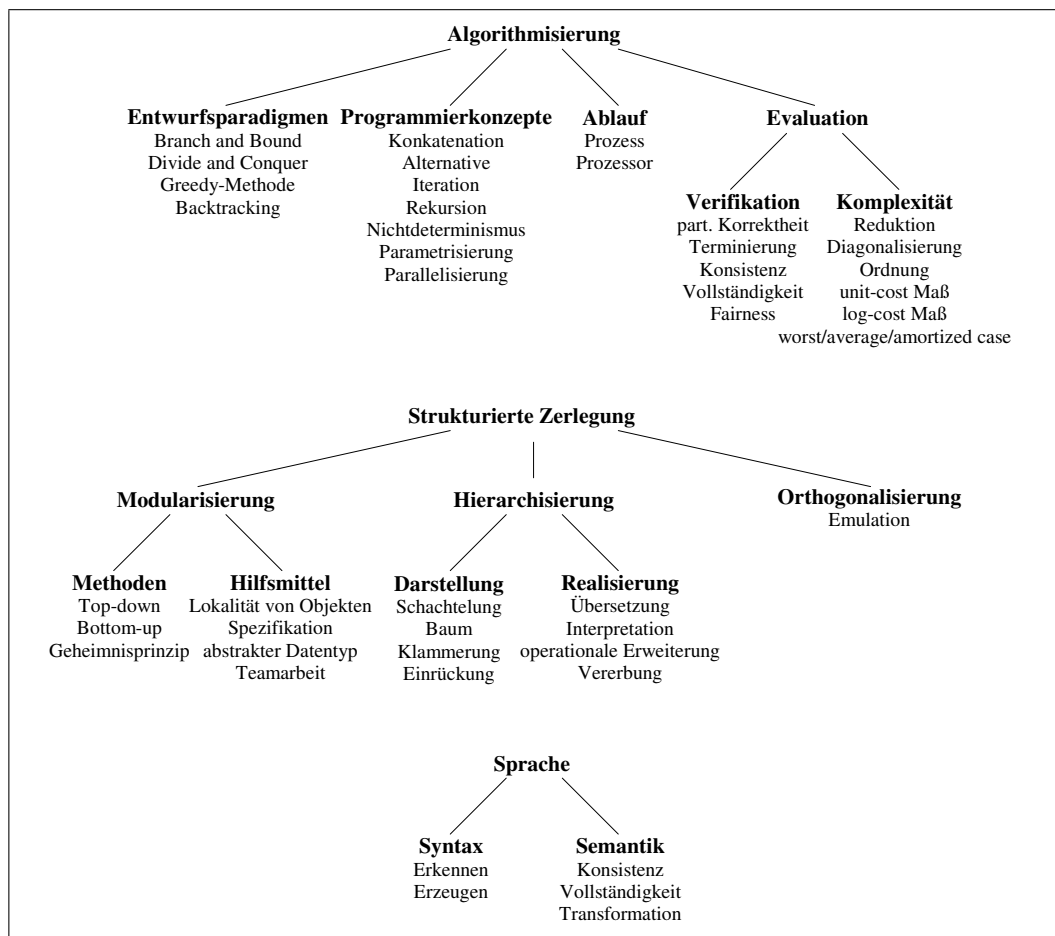 Algorithmisierung
Entwurfsparadigmen
Branch and Bound
Divide and Conquer
Greedy-Methode
Backtracking
Programmierkonzepte
Konkatenation
Alternative
Iteration
Rekursion
Nichtdeterminismus
Parametrisierung
Parallelisierung
Ablauf
Prozess
Prozessor
Evaluation
Verifikation
part. Korrektheit
Terminierung
Konsistenz
Vollständigkeit
Fairness
Komplexität
Reduktion
Diagonalisierung
Ordnung
unit-cost Maß
log-cost Maß
worst/average/amortized case
Strukturierte Zerlegung
Modularisierung
Methoden
Top-down
Bottom-up
Geheimnisprinzip
Hilfsmittel
Lokalität von Objekten
Spezifikation
abstrakter Datentyp
Teamarbeit
Hierarchisierung
Darstellung
Schachtelung
Baum
Klammerung
Einrückung
Realisierung
Übersetzung
Interpretation
operationale Erweiterung
Vererbung
Orthogonalisierung
Emulation
Sprache
Syntax
Erkennen
Erzeugen
Semantik
Konsistenz
Vollständigkeit
Transformation